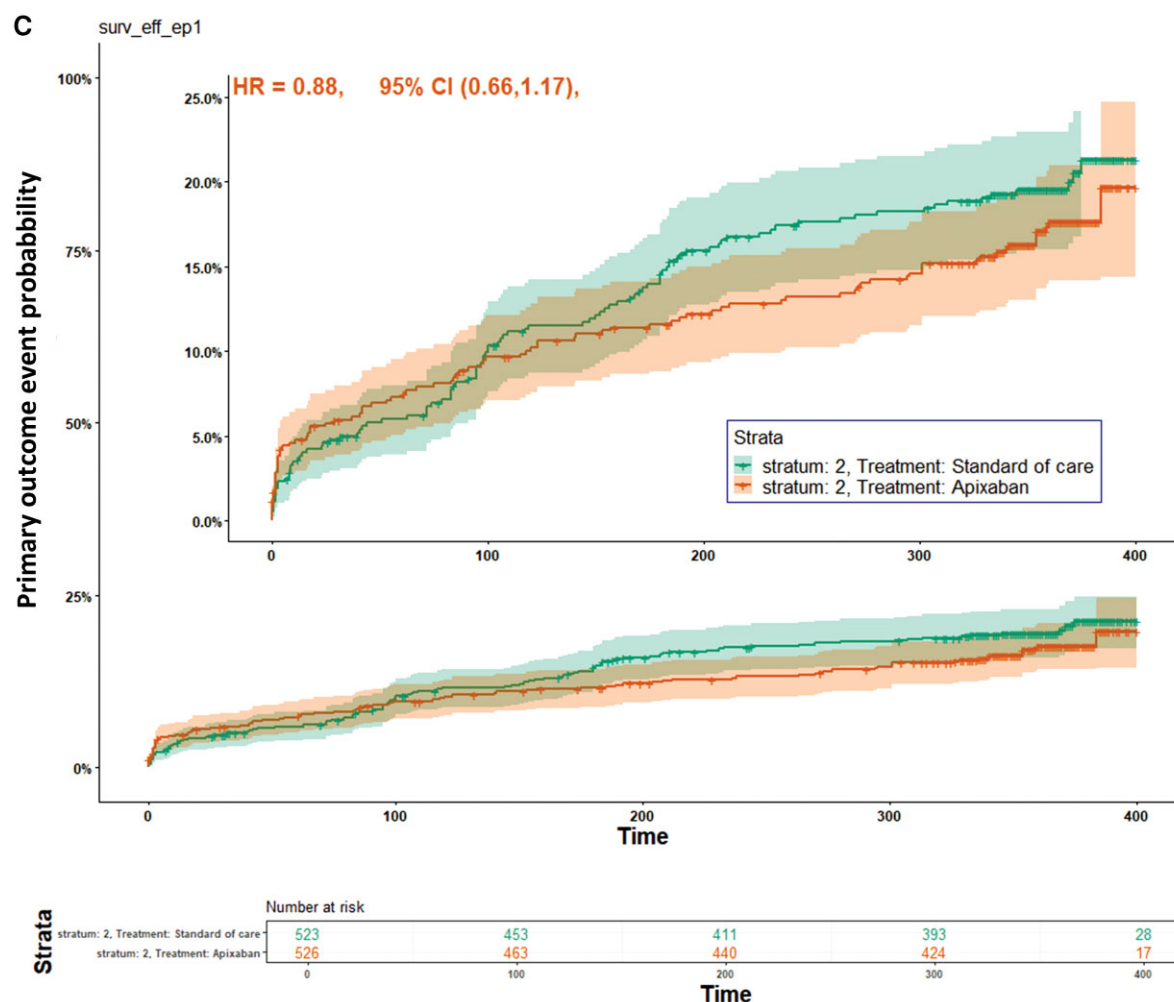 C
surv_eff_ep1
100%
75%
50%
25%
0%
Primary outcome event probabbility
HR = 0.88, 95% CI (0.66,1.17),
25.0%
20.0%
15.0%
10.0%
5.0%
0.0%
Strata
stratum: 2, Treatment: Standard of care
stratum: 2, Treatment: Apixaban
0 100 200 300 400
0 100 200 300 400
Time
Number at risk
Strata
stratum: 2, Treatment: Standard of care 523 453 411 393 28
stratum: 2, Treatment: Apixaban 526 463 440 424 17
0 100 200 300 400
Time